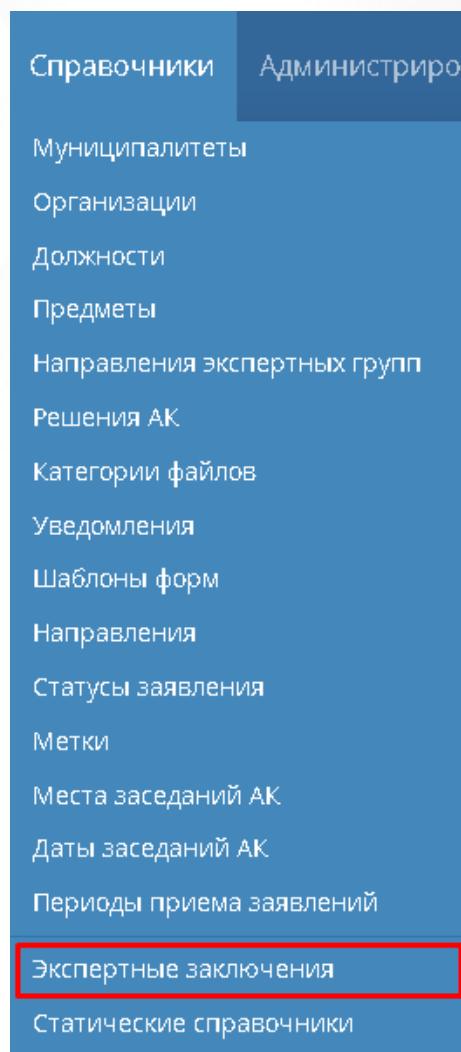 Справочники Администриро
Муниципалитеты
Организации
Должности
Предметы
Направления экспертных групп
Решения АК
Категории файлов
Уведомления
Шаблоны форм
Направления
Статусы заявления
Метки
Места заседаний АК
Даты заседаний АК
Периоды приема заявлений
Экспертные заключения
Статические справочники